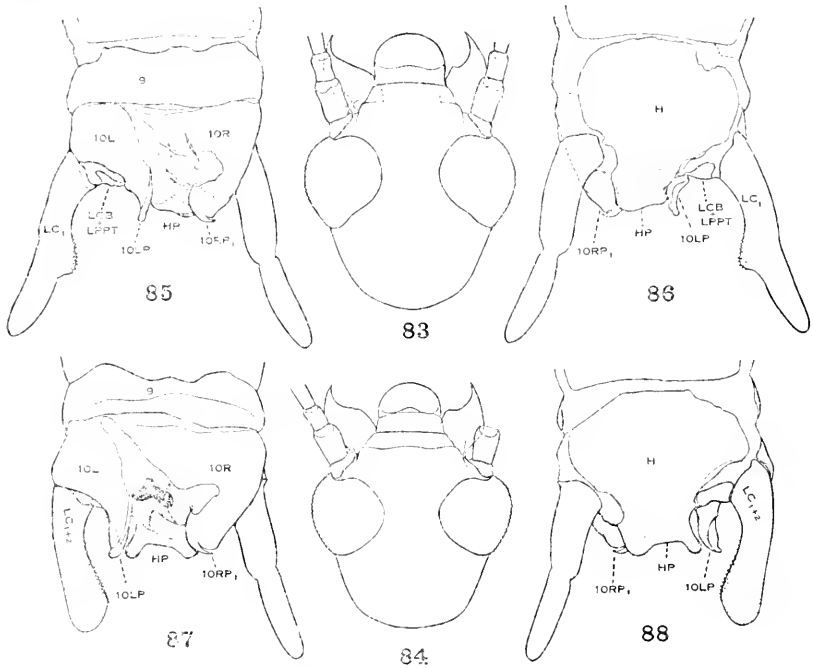 9
10L
10R
LC1
LCB
+
LPPT
10LP
HP
10RP1
85
83
H
LC1
LCB
+
LPPT
10LP
HP
10RP1
86
9
10L
10R
LC1+2
HP
10LP
10RP1
87
84
H
LC1+2
HP
10RP1
10LP
88